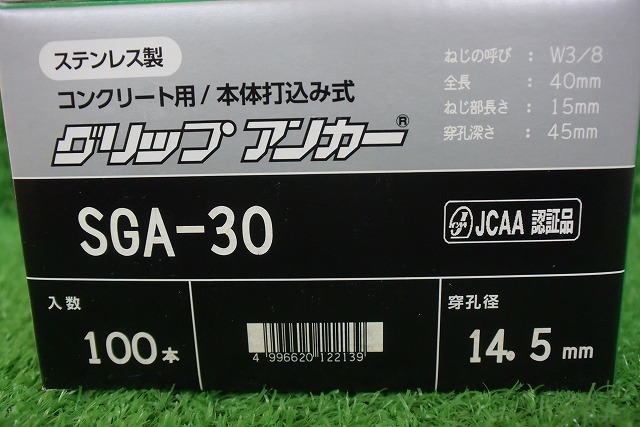 ステンレス製
コンクリート用/本体打込み式
グリップ アンカー®
ねじの呼び : W3/8
全長 : 40mm
ねじ部長さ : 15mm
穿孔深さ : 45mm
SGA-30
JCAA 認証品
入数
100本
4 996620 122139
穿孔径
14.5 mm